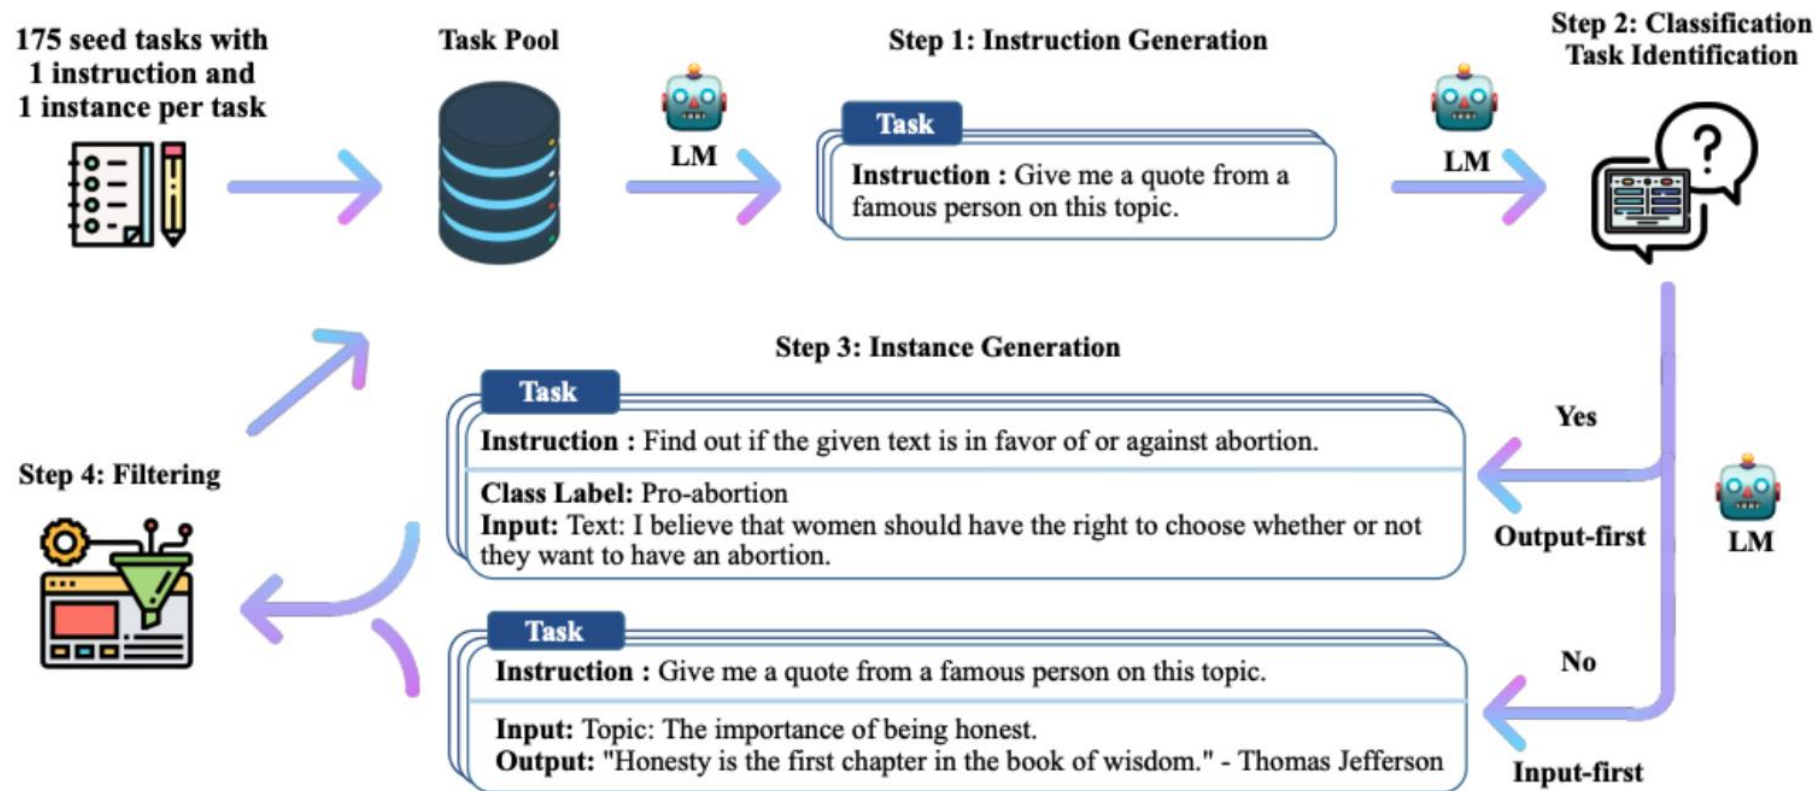 175 seed tasks with
1 instruction and
1 instance per task
Task Pool
LM
Step 1: Instruction Generation
Task
Instruction : Give me a quote from a
famous person on this topic.
LM
Step 2: Classification
Task Identification
?
Step 3: Instance Generation
Task
Instruction : Find out if the given text is in favor of or against abortion.
Class Label: Pro-abortion
Input: Text: I believe that women should have the right to choose whether or not
they want to have an abortion.
Yes
Output-first
LM
Step 4: Filtering
Task
Instruction : Give me a quote from a famous person on this topic.
Input: Topic: The importance of being honest.
Output: "Honesty is the first chapter in the book of wisdom." - Thomas Jefferson
No
Input-first